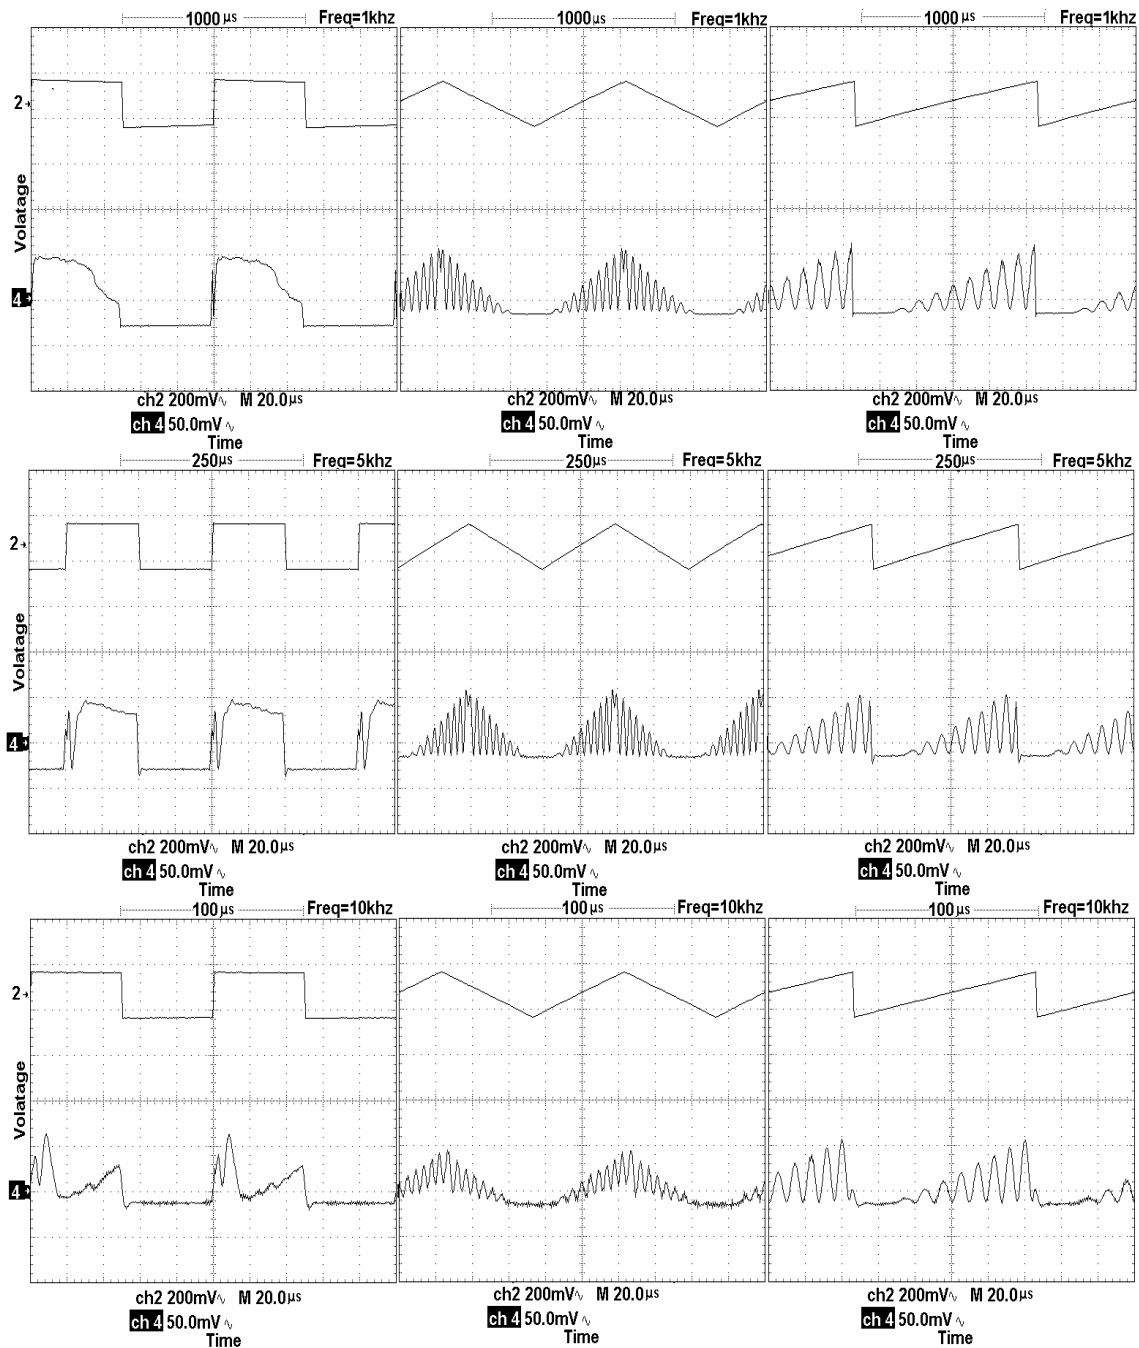 1000 µs Freq=1khz 1000 µs Freq=1khz 1000 µs Freq=1khz
2
Volatage
4
ch2 200mV∿ M 20.0µs ch2 200mV∿ M 20.0µs ch2 200mV∿ M 20.0µs
ch 4 50.0mV∿ ch 4 50.0mV∿ ch 4 50.0mV∿
Time Time Time
250µs Freq=5khz 250µs Freq=5khz 250µs Freq=5khz
2
Volatage
4
ch2 200mV∿ M 20.0µs ch2 200mV∿ M 20.0µs ch2 200mV∿ M 20.0µs
ch 4 50.0mV∿ ch 4 50.0mV∿ ch 4 50.0mV∿
Time Time Time
100µs Freq=10khz 100µs Freq=10khz 100µs Freq=10khz
2
Volatage
4
ch2 200mV∿ M 20.0µs ch2 200mV∿ M 20.0µs ch2 200mV∿ M 20.0µs
ch 4 50.0mV∿ ch 4 50.0mV∿ ch 4 50.0mV∿
Time Time Time